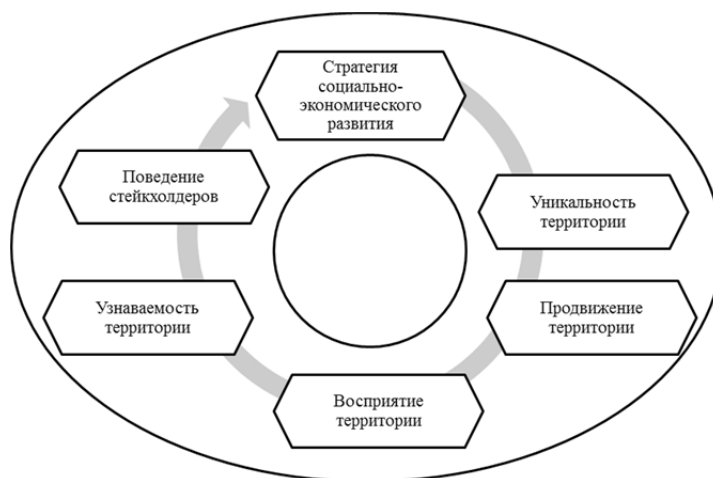 Стратегия
социально-
экономического
развития
Уникальность
территории
Продвижение
территории
Восприятие
территории
Узнаваемость
территории
Поведение
стейкхолдеров